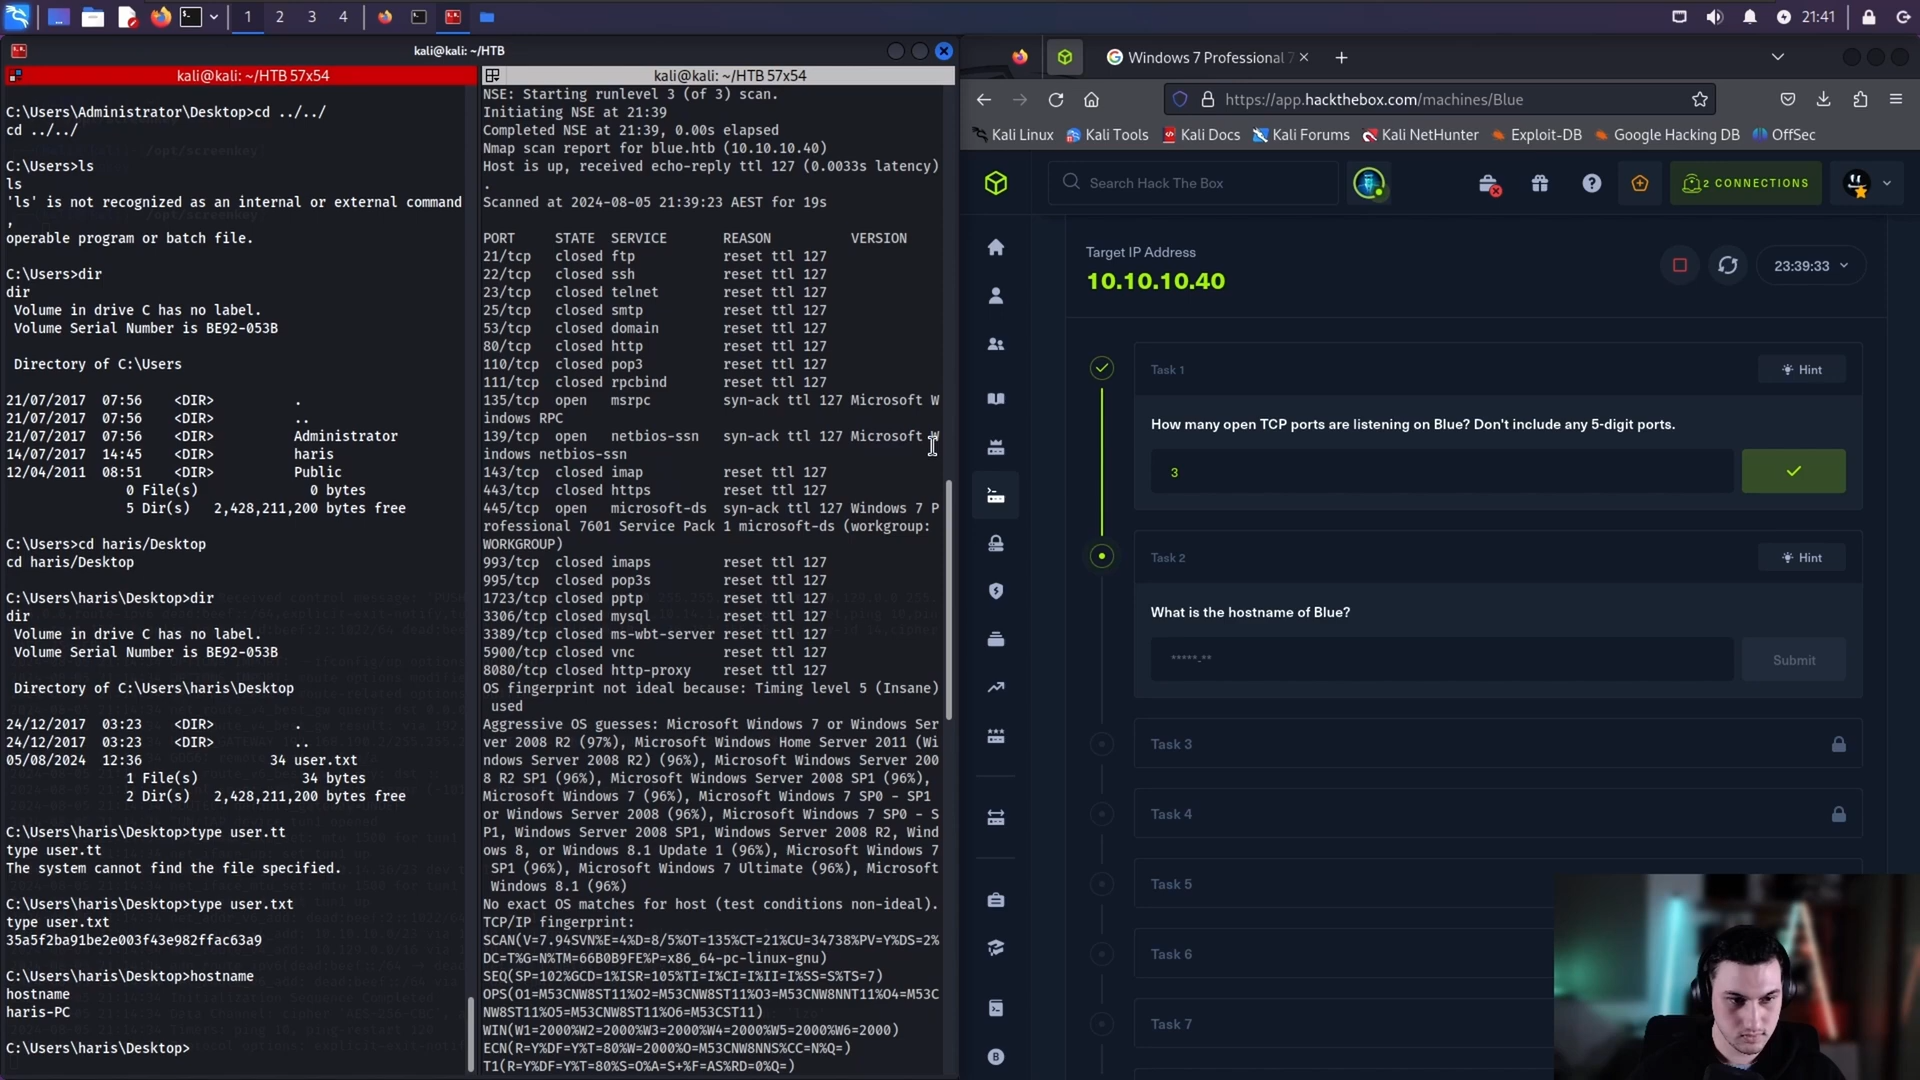 21:41
1 2 3 4
kali@kali: ~/HTB
kali@kali: ~/HTB 57x54
C:\Users\Administrator\Desktop>cd ../../
cd ../../
C:\Users>ls
ls
'ls' is not recognized as an internal or external command
,
operable program or batch file.
C:\Users>dir
dir
Volume in drive C has no label.
Volume Serial Number is BE92-053B
Directory of C:\Users
21/07/2017 07:56 <DIR> .
21/07/2017 07:56 <DIR> ..
21/07/2017 07:56 <DIR> Administrator
14/07/2017 14:45 <DIR> haris
12/04/2011 08:51 <DIR> Public
0 File(s) 0 bytes
5 Dir(s) 2,428,211,200 bytes free
C:\Users>cd haris/Desktop
cd haris/Desktop
C:\Users\haris\Desktop>dir
dir
Volume in drive C has no label.
Volume Serial Number is BE92-053B
Directory of C:\Users\haris\Desktop
24/12/2017 03:23 <DIR> .
24/12/2017 03:23 <DIR> ..
05/08/2024 12:36 34 user.txt
1 File(s) 34 bytes
2 Dir(s) 2,428,211,200 bytes free
C:\Users\haris\Desktop>type user.tt
type user.tt
The system cannot find the file specified.
C:\Users\haris\Desktop>type user.txt
type user.txt
35a5f2ba91be2e003f43e982ffac63a9
C:\Users\haris\Desktop>hostname
hostname
haris-PC
C:\Users\haris\Desktop>
kali@kali: ~/HTB 57x54
NSE: Starting runlevel 3 (of 3) scan.
Initiating NSE at 21:39
Completed NSE at 21:39, 0.00s elapsed
Nmap scan report for blue.htb (10.10.10.40)
Host is up, received echo-reply ttl 127 (0.0033s latency)
.
Scanned at 2024-08-05 21:39:23 AEST for 19s
PORT STATE SERVICE REASON VERSION
21/tcp closed ftp reset ttl 127
22/tcp closed ssh reset ttl 127
23/tcp closed telnet reset ttl 127
25/tcp closed smtp reset ttl 127
53/tcp closed domain reset ttl 127
80/tcp closed http reset ttl 127
110/tcp closed pop3 reset ttl 127
111/tcp closed rpcbind reset ttl 127
135/tcp open msrpc syn-ack ttl 127 Microsoft W
indows RPC
139/tcp open netbios-ssn syn-ack ttl 127 Microsoft W
indows netbios-ssn
143/tcp closed imap reset ttl 127
443/tcp closed https reset ttl 127
445/tcp open microsoft-ds syn-ack ttl 127 Windows 7 P
rofessional 7601 Service Pack 1 microsoft-ds (workgroup:
WORKGROUP)
993/tcp closed imaps reset ttl 127
995/tcp closed pop3s reset ttl 127
1723/tcp closed pptp reset ttl 127
3306/tcp closed mysql reset ttl 127
3389/tcp closed ms-wbt-server reset ttl 127
5900/tcp closed vnc reset ttl 127
8080/tcp closed http-proxy reset ttl 127
OS fingerprint not ideal because: Timing level 5 (Insane)
used
Aggressive OS guesses: Microsoft Windows 7 or Windows Ser
ver 2008 R2 (97%), Microsoft Windows Home Server 2011 (Wi
ndows Server 2008 R2) (96%), Microsoft Windows Server 200
8 R2 SP1 (96%), Microsoft Windows Server 2008 SP1 (96%),
Microsoft Windows 7 (96%), Microsoft Windows 7 SP0 - SP1
or Windows Server 2008 (96%), Microsoft Windows 7 SP0 - S
P1, Windows Server 2008 SP1, Windows Server 2008 R2, Wind
ows 8, or Windows 8.1 Update 1 (96%), Microsoft Windows 7
SP1 (96%), Microsoft Windows 7 Ultimate (96%), Microsoft
Windows 8.1 (96%)
No exact OS matches for host (test conditions non-ideal).
TCP/IP fingerprint:
SCAN(V=7.94SVN%E=4%D=8/5%OT=135%CT=21%CU=34738%PV=Y%DS=2%
DC=T%G=N%TM=66B0B9FE%P=x86_64-pc-linux-gnu)
SEQ(SP=102%GCD=1%ISR=105%TI=I%CI=I%II=I%SS=S%TS=7)
OPS(O1=M53CNW8ST11%O2=M53CNW8ST11%O3=M53CNW8NNT11%O4=M53C
NW8ST11%O5=M53CNW8ST11%O6=M53CST11)
WIN(W1=2000%W2=2000%W3=2000%W4=2000%W5=2000%W6=2000)
ECN(R=Y%DF=Y%T=80%W=2000%O=M53CNW8NNS%CC=N%Q=)
T1(R=Y%DF=Y%T=80%S=O%A=S+%F=AS%RD=0%Q=)
Windows 7 Professional 7
https://app.hackthebox.com/machines/Blue
Kali Linux Kali Tools Kali Docs Kali Forums Kali NetHunter Exploit-DB Google Hacking DB OffSec
Search Hack The Box
2 CONNECTIONS
Target IP Address
10.10.10.40
23:39:33
Task 1
Hint
How many open TCP ports are listening on Blue? Don't include any 5-digit ports.
3
Task 2
Hint
What is the hostname of Blue?
*****-**
Submit
Task 3
Task 4
Task 5
Task 6
Task 7